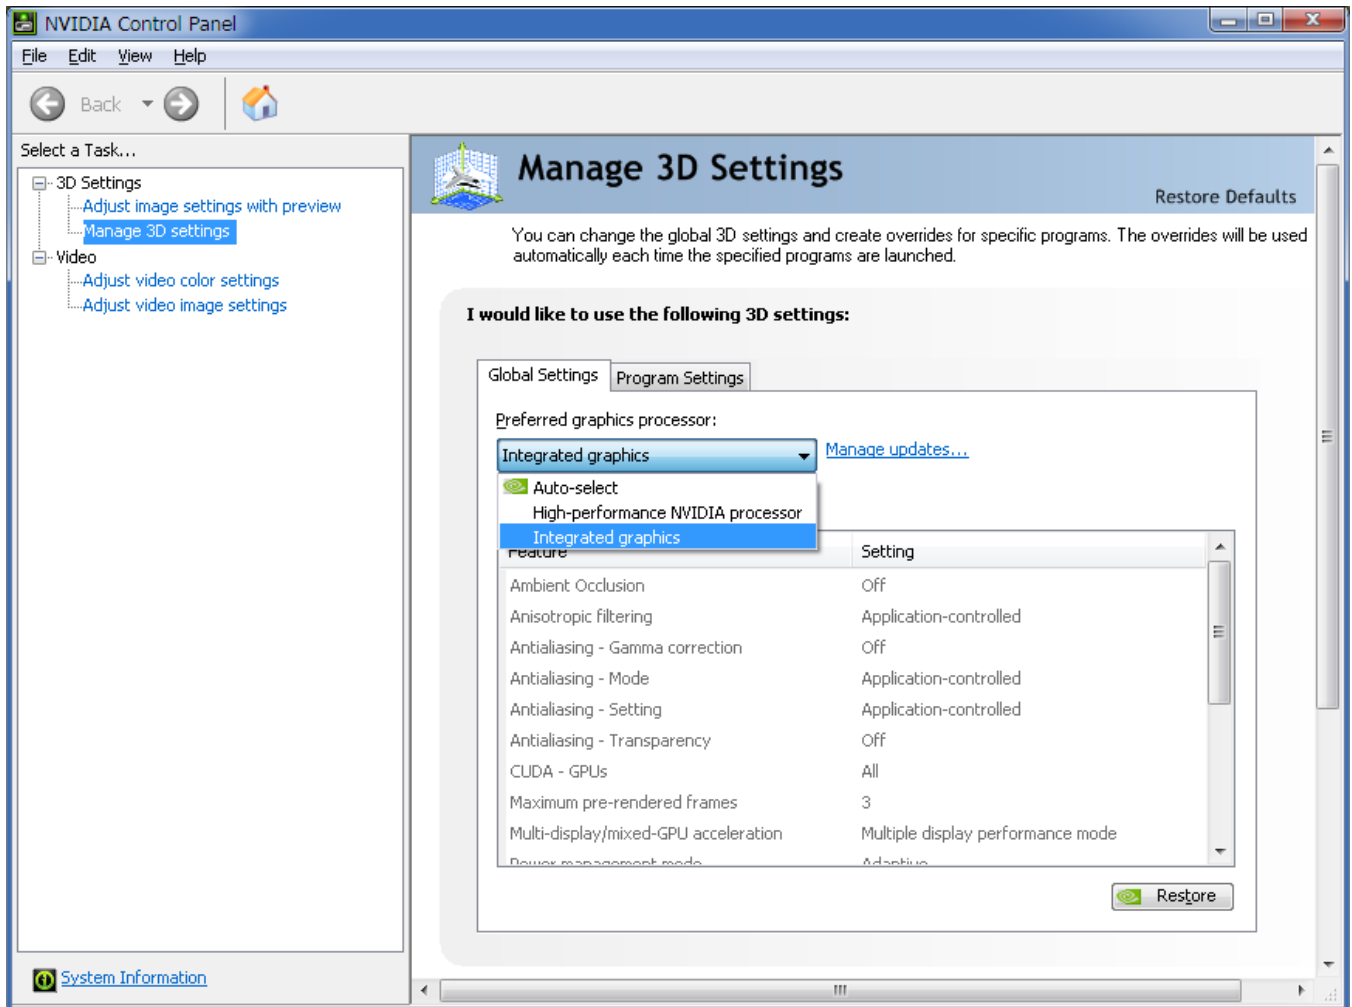 NVIDIA Control Panel
File Edit View Help
Back
Select a Task...
3D Settings
Adjust image settings with preview
Manage 3D settings
Video
Adjust video color settings
Adjust video image settings
System Information
Manage 3D Settings
Restore Defaults
You can change the global 3D settings and create overrides for specific programs. The overrides will be used
automatically each time the specified programs are launched.
I would like to use the following 3D settings:
Global Settings Program Settings
Preferred graphics processor:
Integrated graphics Manage updates...
Auto-select
High-performance NVIDIA processor
Integrated graphics
Feature Setting
Ambient Occlusion Off
Anisotropic filtering Application-controlled
Antialiasing - Gamma correction Off
Antialiasing - Mode Application-controlled
Antialiasing - Setting Application-controlled
Antialiasing - Transparency Off
CUDA - GPUs All
Maximum pre-rendered frames 3
Multi-display/mixed-GPU acceleration Multiple display performance mode
Power management mode Adaptive
Restore